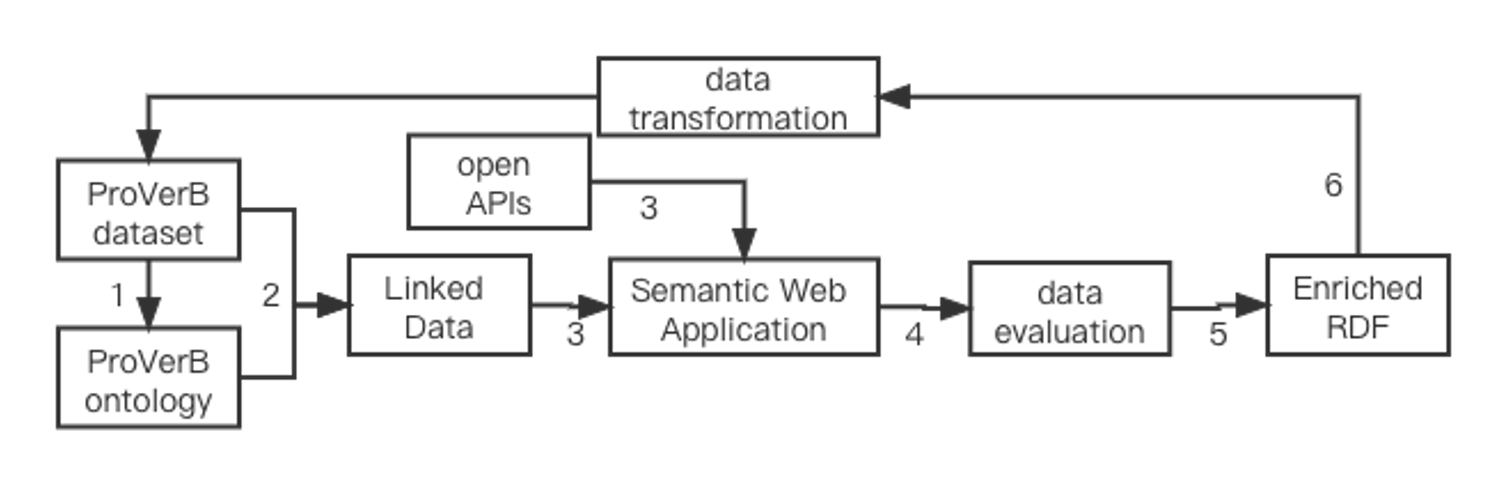 data
transformation
open
APIs
3
6
ProVerB
dataset
1
2
ProVerB
ontology
Linked
Data
3
Semantic Web
Application
4
data
evaluation
5
Enriched
RDF